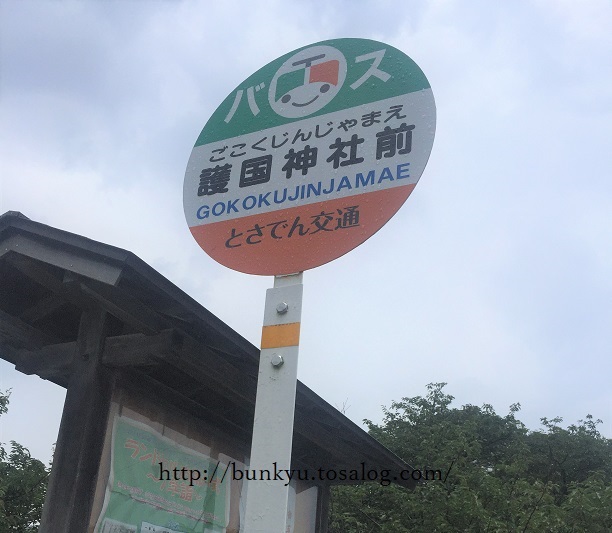 バス
ごこくじんじゃまえ
護国神社前
GOKOKUJINJAMAE
とさでん交通
http://bunkyu.tosalog.com/